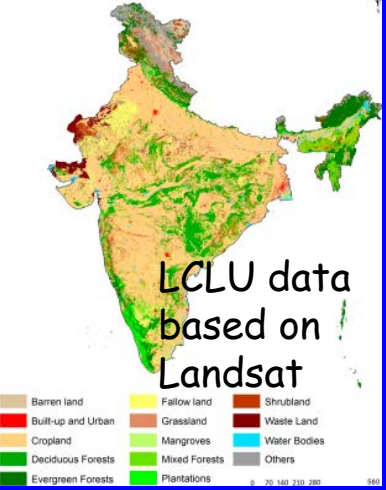 LCLU data
based on
Landsat
Barren land
Fallow land
Shrubland
Built-up and Urban
Grassland
Waste Land
Cropland
Mangroves
Water Bodies
Deciduous Forests
Mixed Forests
Others
Evergreen Forests
Plantations
0 70 140 210 280 560